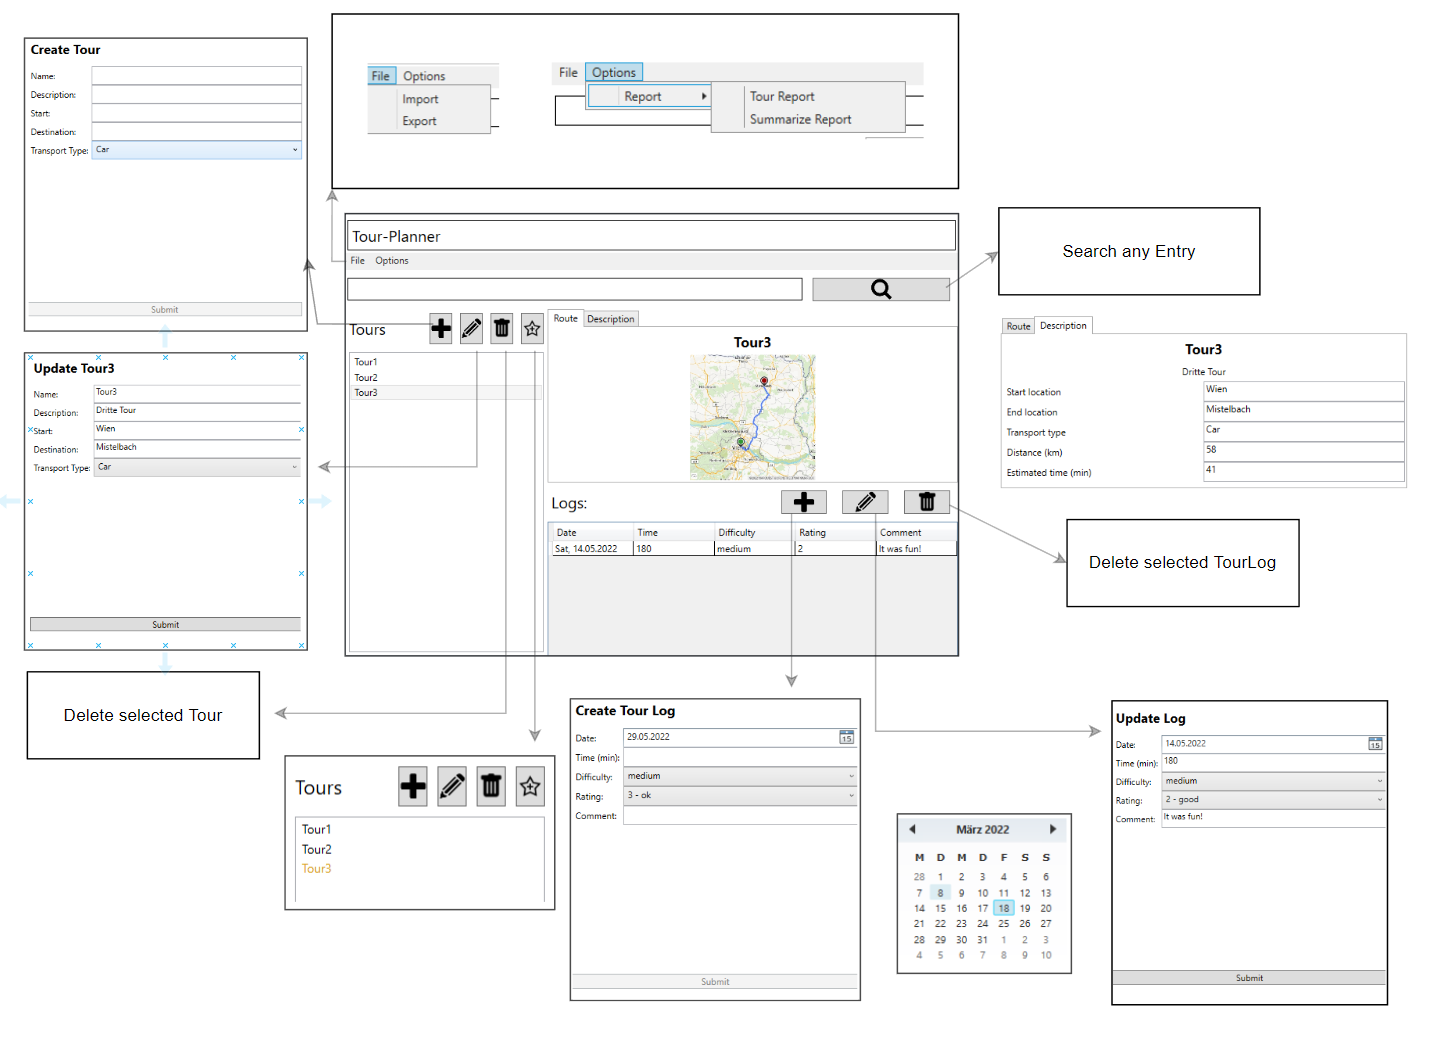 Create Tour
Name:
Description:
Start:
Destination:
Transport Type: Car
Submit
File Options
Import
Export
File Options
Report
Tour Report
Summarize Report
Tour-Planner
File Options
Search any Entry
Tours
Tour1
Tour2
Tour3
Route Description
Tour3
Logs:
Date Time Difficulty Rating Comment
Sat, 14.05.2022 180 medium 2 It was fun!
Route Description
Tour3
Dritte Tour
Start location Wien
End location Mistelbach
Transport type Car
Distance (km) 58
Estimated time (min) 41
Update Tour3
Name: Tour3
Description: Dritte Tour
Start: Wien
Destination: Mistelbach
Transport Type: Car
Submit
Delete selected TourLog
Delete selected Tour
Tours
Tour1
Tour2
Tour3
Create Tour Log
Date: 29.05.2022 15
Time (min):
Difficulty: medium
Rating: 3 - ok
Comment:
Submit
März 2022
M D M D F S S
28 1 2 3 4 5 6
7 8 9 10 11 12 13
14 15 16 17 18 19 20
21 22 23 24 25 26 27
28 29 30 31 1 2 3
4 5 6 7 8 9 10
Update Log
Date: 14.05.2022 15
Time (min): 180
Difficulty: medium
Rating: 2 - good
Comment: It was fun!
Submit